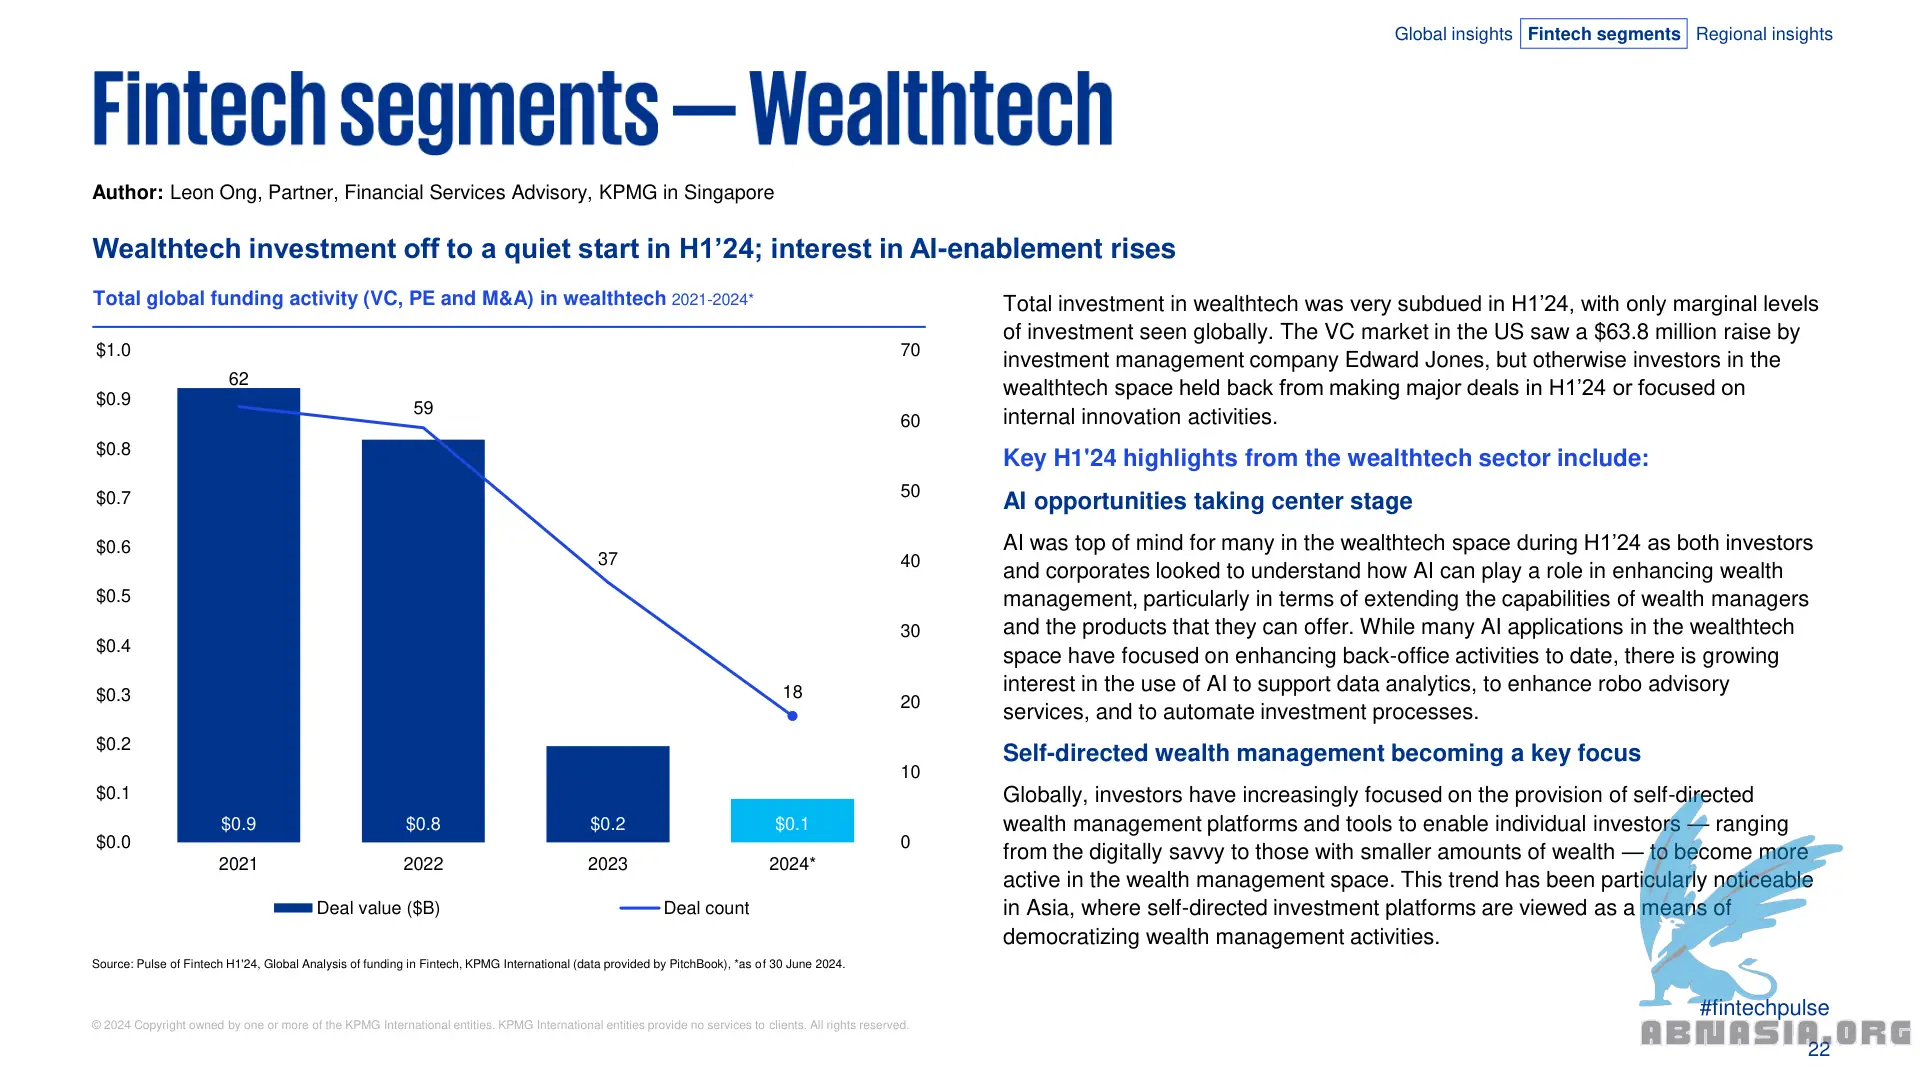 Global insights Fintech segments Regional insights
Fintech segments — Wealthtech
Author: Leon Ong, Partner, Financial Services Advisory, KPMG in Singapore
Wealthtech investment off to a quiet start in H1’24; interest in AI-enablement rises
Total global funding activity (VC, PE and M&A) in wealthtech 2021-2024*
$1.0
$0.9
$0.8
$0.7
$0.6
$0.5
$0.4
$0.3
$0.2
$0.1
$0.0
62
59
37
18
$0.9
$0.8
$0.2
$0.1
70
60
50
40
30
20
10
0
2021 2022 2023 2024*
Deal value ($B) Deal count
Source: Pulse of Fintech H1'24, Global Analysis of funding in Fintech, KPMG International (data provided by PitchBook), *as of 30 June 2024.
Total investment in wealthtech was very subdued in H1’24, with only marginal levels
of investment seen globally. The VC market in the US saw a $63.8 million raise by
investment management company Edward Jones, but otherwise investors in the
wealthtech space held back from making major deals in H1’24 or focused on
internal innovation activities.
Key H1'24 highlights from the wealthtech sector include:
AI opportunities taking center stage
AI was top of mind for many in the wealthtech space during H1’24 as both investors
and corporates looked to understand how AI can play a role in enhancing wealth
management, particularly in terms of extending the capabilities of wealth managers
and the products that they can offer. While many AI applications in the wealthtech
space have focused on enhancing back-office activities to date, there is growing
interest in the use of AI to support data analytics, to enhance robo advisory
services, and to automate investment processes.
Self-directed wealth management becoming a key focus
Globally, investors have increasingly focused on the provision of self-directed
wealth management platforms and tools to enable individual investors — ranging
from the digitally savvy to those with smaller amounts of wealth — to become more
active in the wealth management space. This trend has been particularly noticeable
in Asia, where self-directed investment platforms are viewed as a means of
democratizing wealth management activities.
#fintechpulse
© 2024 Copyright owned by one or more of the KPMG International entities. KPMG International entities provide no services to clients. All rights reserved.
ABNASIA.ORG
22